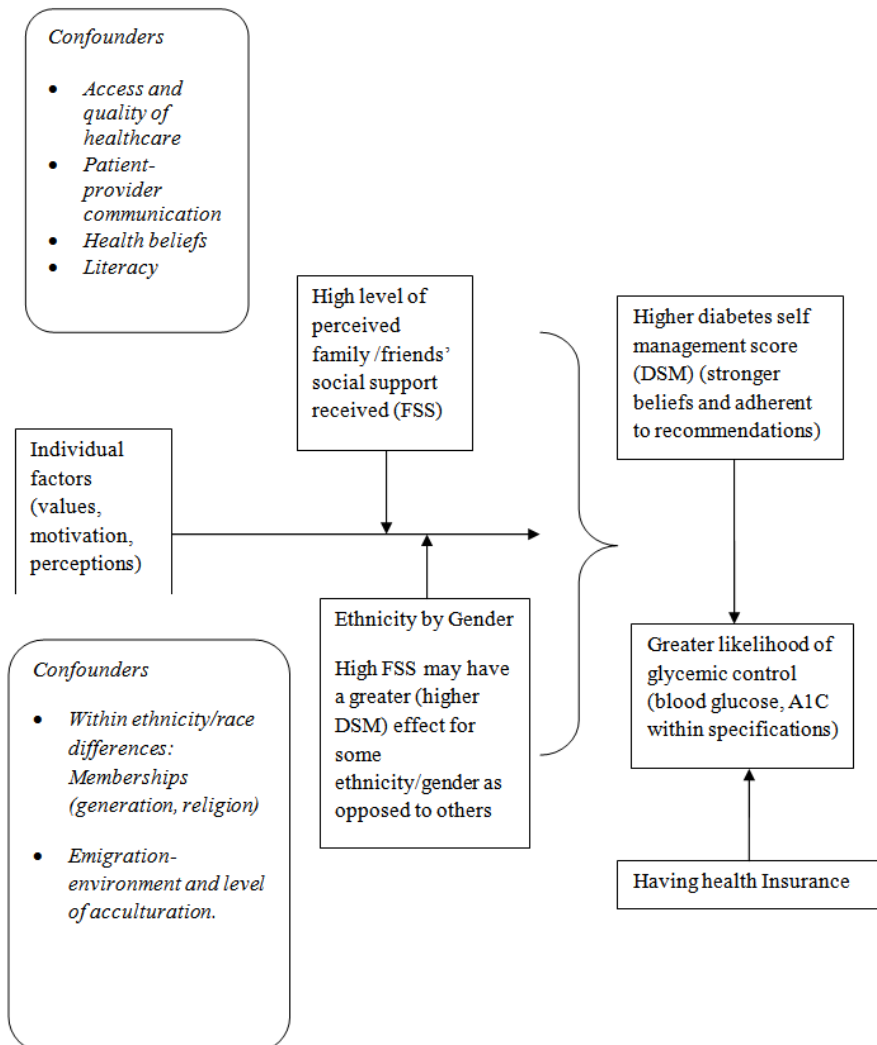 Confounders
• Access and
quality of
healthcare
• Patient-
provider
communication
• Health beliefs
• Literacy
High level of
perceived
family /friends’
social support
received (FSS)
Higher diabetes self
management score
(DSM) (stronger
beliefs and adherent
to recommendations)
Individual
factors
(values,
motivation,
perceptions)
Ethnicity by Gender
High FSS may have
a greater (higher
DSM) effect for
some
ethnicity/gender as
opposed to others
Greater likelihood of
glycemic control
(blood glucose, A1C
within specifications)
Confounders
• Within ethnicity/race
differences:
Memberships
(generation, religion)
• Emigration-
environment and level
of acculturation.
Having health Insurance